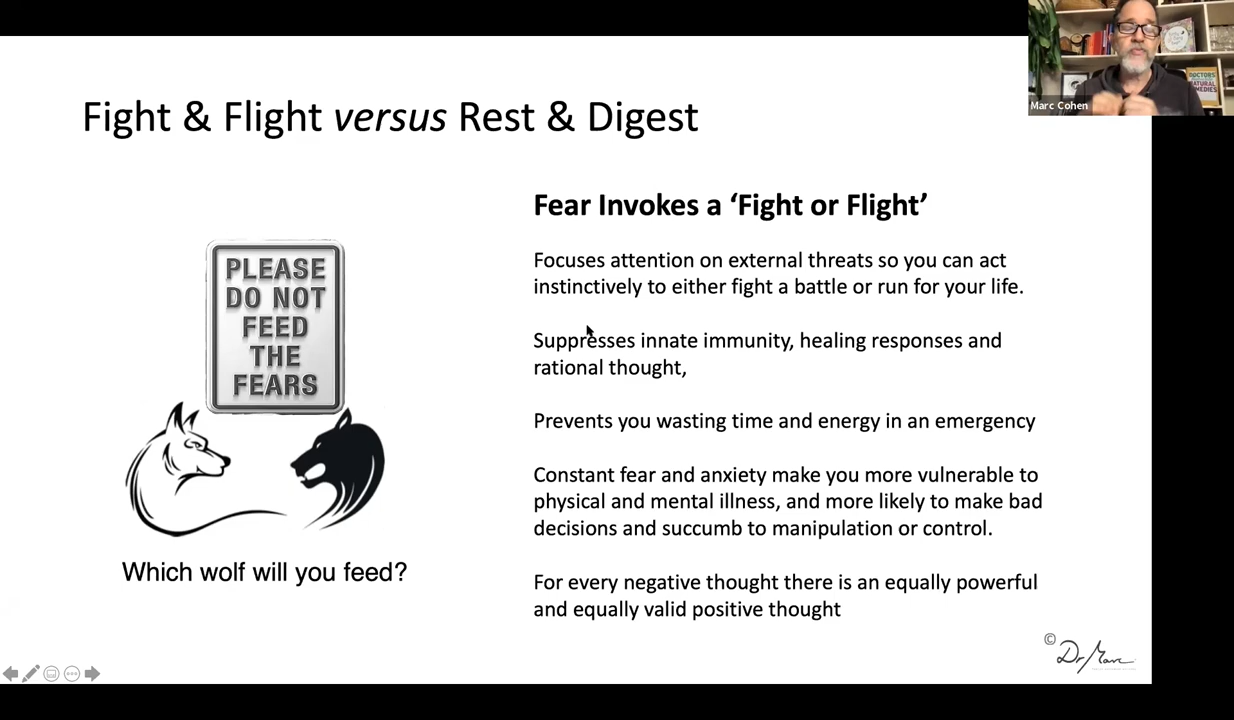 Fight & Flight versus Rest & Digest
PLEASE
DO NOT
FEED
THE
FEARS
Which wolf will you feed?
Fear Invokes a ‘Fight or Flight’
Focuses attention on external threats so you can act
instinctively to either fight a battle or run for your life.
Suppresses innate immunity, healing responses and
rational thought,
Prevents you wasting time and energy in an emergency
Constant fear and anxiety make you more vulnerable to
physical and mental illness, and more likely to make bad
decisions and succumb to manipulation or control.
For every negative thought there is an equally powerful
and equally valid positive thought
© Dr Marc
Marc Cohen
DOCTORS
NATURAL